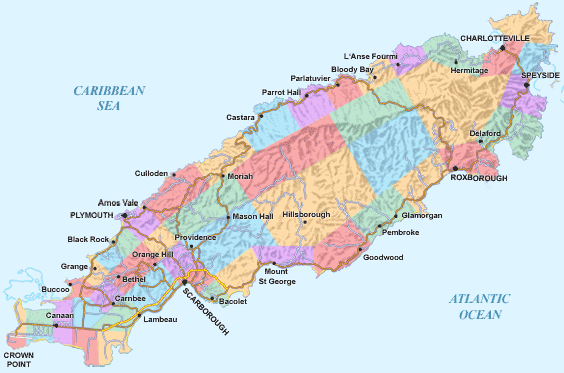 CHARLOTTEVILLE
L'Anse Fourmi
Bloody Bay
Hermitage
SPEYSIDE
Parlatuvier
Parrot Hall
CARIBBEAN
SEA
Castara
Delaford
Culloden
Moriah
ROXBOROUGH
Arnos Vale
PLYMOUTH
Mason Hall
Hillsborough
Glamorgan
Pembroke
Black Rock
Providence
Orange Hill
Goodwood
Grange
Bethel
Mount
St George
Buccoo
Carnbee
SCARBOROUGH
Bacolet
ATLANTIC
OCEAN
Canaan
Lambeau
CROWN
POINT